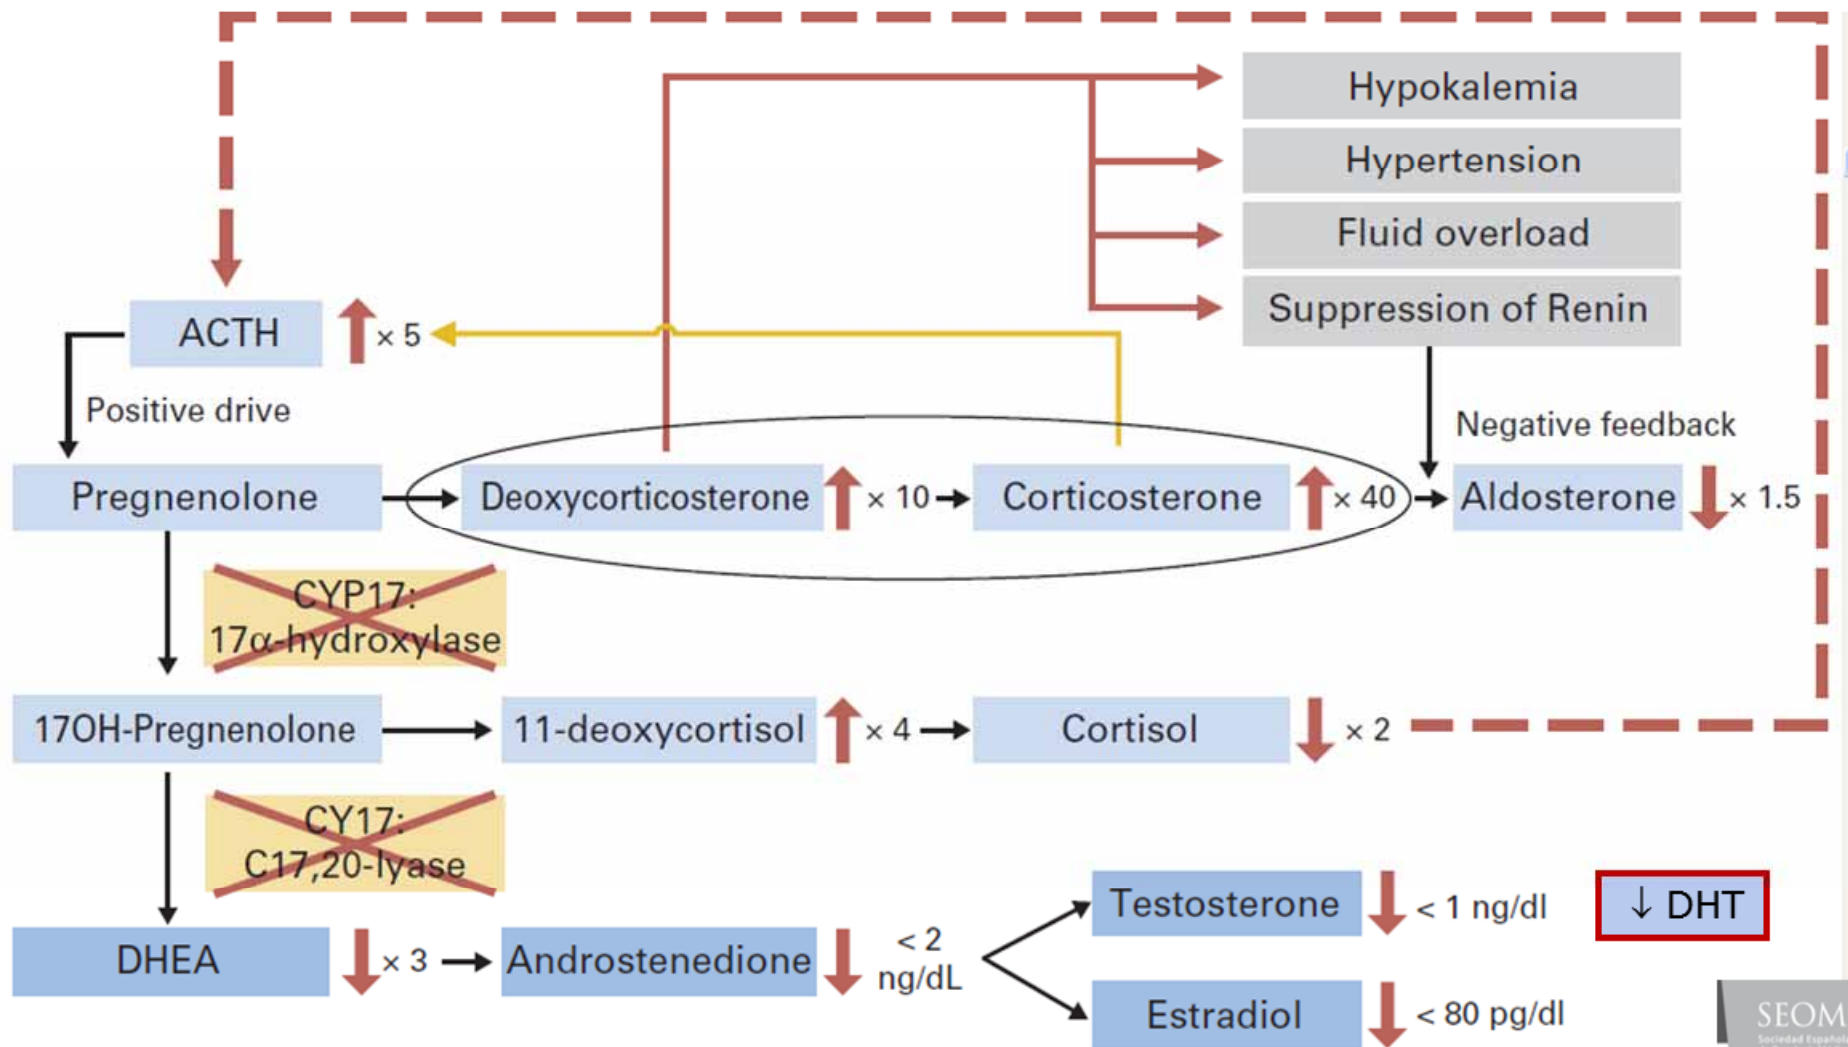 Hypokalemia
Hypertension
Fluid overload
Suppression of Renin
ACTH × 5
Positive drive
Negative feedback
Pregnenolone
Deoxycorticosterone × 10
Corticosterone × 40
Aldosterone × 1.5
CYP17:
17α-hydroxylase
17OH-Pregnenolone
11-deoxycortisol × 4
Cortisol × 2
CY17:
C17,20-lyase
DHEA × 3
Androstenedione
< 2
ng/dL
Testosterone < 1 ng/dl
↓ DHT
Estradiol < 80 pg/dl
SEOM
Sociedad Española